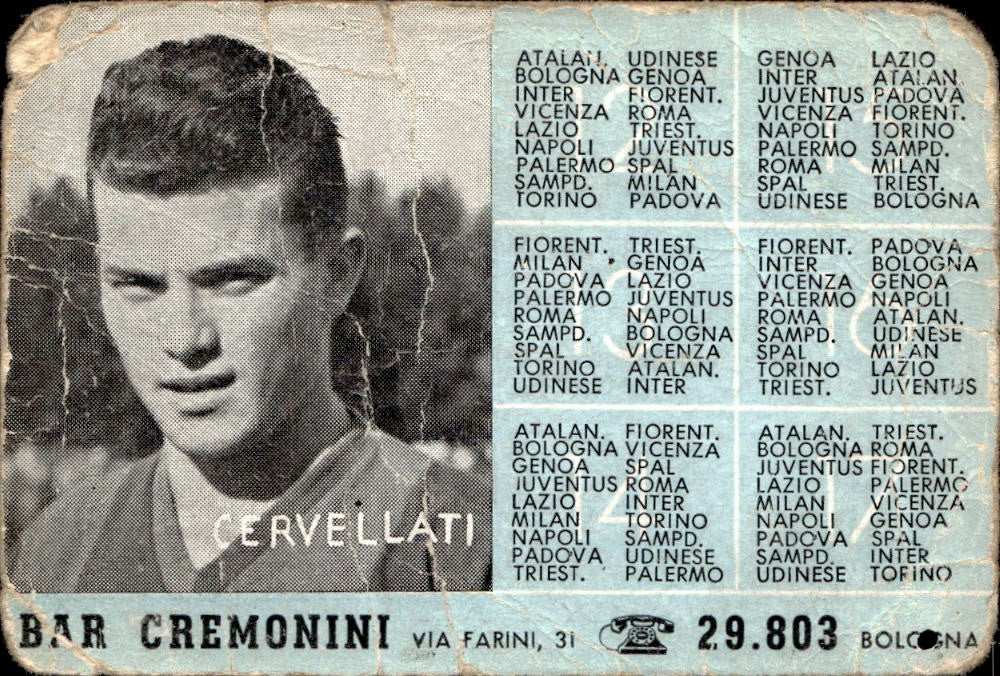 CERVELLATI
12
ATALAN. UDINESE
BOLOGNA GENOA
INTER FIORENT.
VICENZA ROMA
LAZIO TRIEST.
NAPOLI JUVENTUS
PALERMO SPAL
SAMPD. MILAN
TORINO PADOVA
13
FIORENT. TRIEST.
MILAN GENOA
PADOVA LAZIO
PALERMO JUVENTUS
ROMA NAPOLI
SAMPD. BOLOGNA
SPAL VICENZA
TORINO ATALAN.
UDINESE INTER
14
ATALAN. FIORENT.
BOLOGNA VICENZA
GENOA SPAL
JUVENTUS ROMA
LAZIO INTER
MILAN TORINO
NAPOLI SAMPD.
PADOVA UDINESE
TRIEST. PALERMO
15
GENOA LAZIO
INTER ATALAN.
JUVENTUS PADOVA
VICENZA FIORENT.
NAPOLI TORINO
PALERMO SAMPD.
ROMA MILAN
SPAL TRIEST.
UDINESE BOLOGNA
16
FIORENT. PADOVA
INTER BOLOGNA
VICENZA GENOA
PALERMO NAPOLI
ROMA ATALAN.
SAMPD. UDINESE
SPAL MILAN
TORINO LAZIO
TRIEST. JUVENTUS
17
ATALAN. TRIEST.
BOLOGNA ROMA
JUVENTUS FIORENT.
LAZIO PALERMO
MILAN VICENZA
NAPOLI GENOA
PADOVA SPAL
SAMPD. INTER
UDINESE TORINO
BAR CREMONINI VIA FARINI, 31 29.803 BOLOGNA